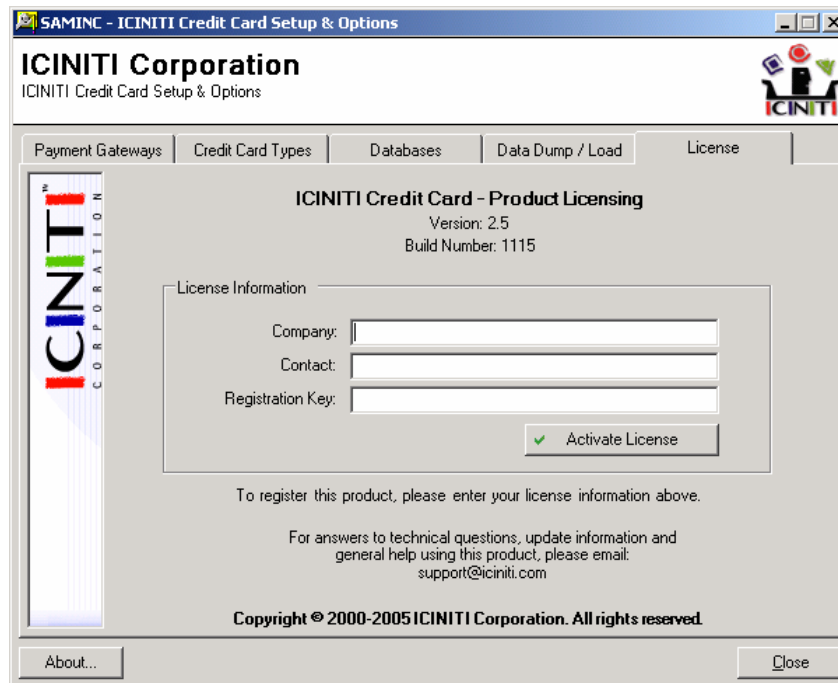 SAMINC - ICINITI Credit Card Setup & Options
ICINITI Corporation
ICINITI Credit Card Setup & Options
ICINITI
Payment Gateways
Credit Card Types
Databases
Data Dump / Load
License
ICINITI™
CORPORATION
ICINITI Credit Card - Product Licensing
Version: 2.5
Build Number: 1115
License Information
Company:
Contact:
Registration Key:
Activate License
To register this product, please enter your license information above.
For answers to technical questions, update information and
general help using this product, please email:
support@iciniti.com
Copyright © 2000-2005 ICINITI Corporation. All rights reserved.
About...
Close